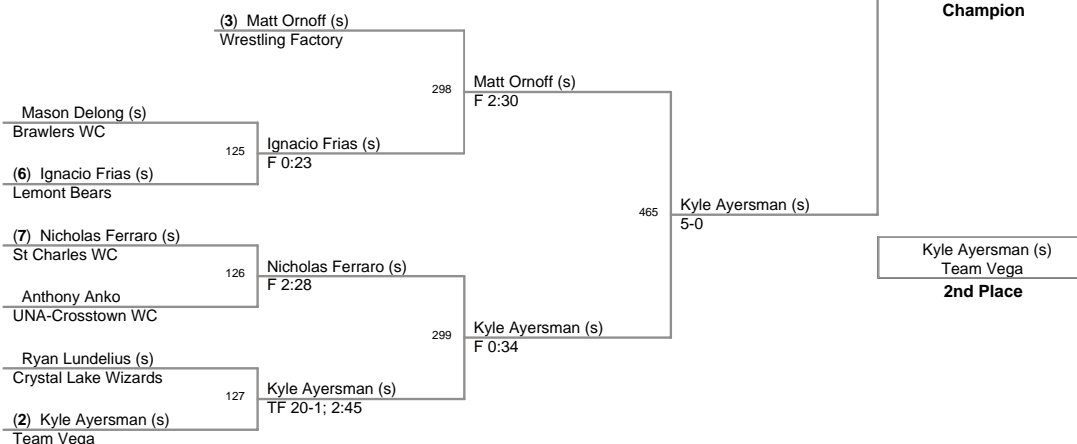 Champion
(3) Matt Ornoff (s)
Wrestling Factory
298
Matt Ornoff (s)
F 2:30
Mason Delong (s)
Brawlers WC
125
Ignacio Frias (s)
F 0:23
(6) Ignacio Frias (s)
Lemont Bears
465
Kyle Ayersman (s)
5-0
(7) Nicholas Ferraro (s)
St Charles WC
126
Nicholas Ferraro (s)
F 2:28
Anthony Anko
UNA-Crosstown WC
Kyle Ayersman (s)
Team Vega
2nd Place
299
Kyle Ayersman (s)
F 0:34
Ryan Lundelius (s)
Crystal Lake Wizards
127
Kyle Ayersman (s)
TF 20-1; 2:45
(2) Kyle Ayersman (s)
Team Vega